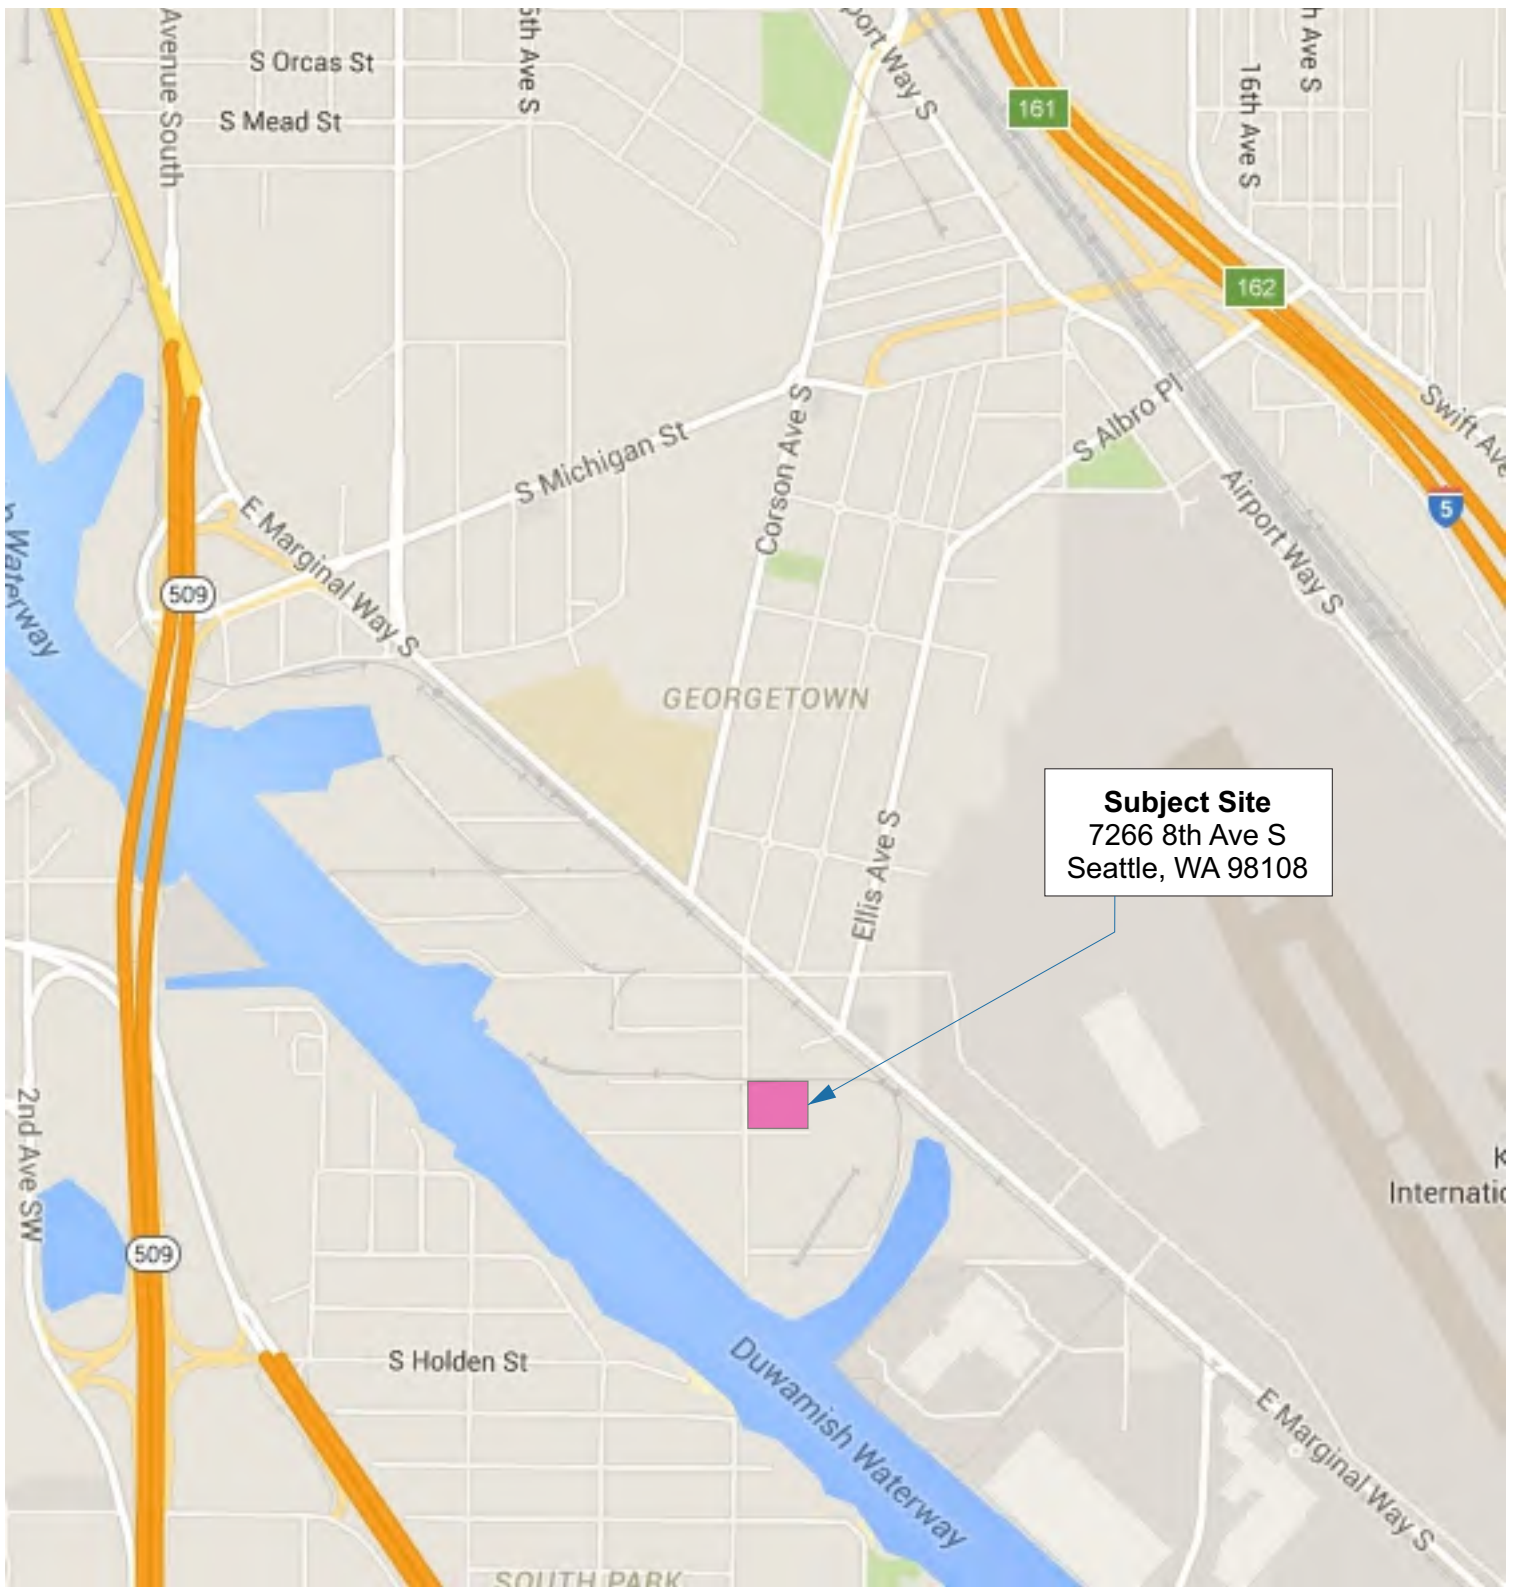 Avenue South
S Orcas St
S Mead St
Ave S
Way S
161
16th Ave S
Ave S
162
S Albro Pl
Swift Ave
5
Airport Way S
S Michigan St
Corson Ave S
E Marginal Way S
509
Waterway
GEORGETOWN
Subject Site
7266 8th Ave S
Seattle, WA 98108
Ellis Ave S
2nd Ave SW
509
S Holden St
Duwamish Waterway
E Marginal Way S
SOUTH PARK